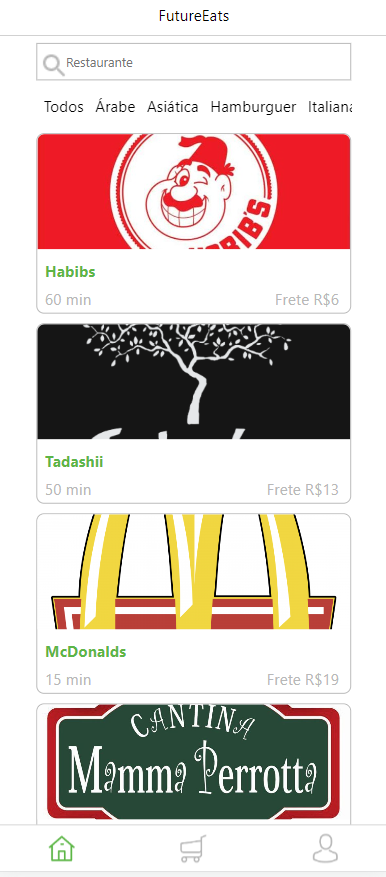 FutureEats
Restaurante
Todos Árabe Asiática Hamburguer Italiana
Habibs
60 min Frete R$6
Tadashii
50 min Frete R$13
McDonalds
15 min Frete R$19
CANTINA
Mamma Perrotta